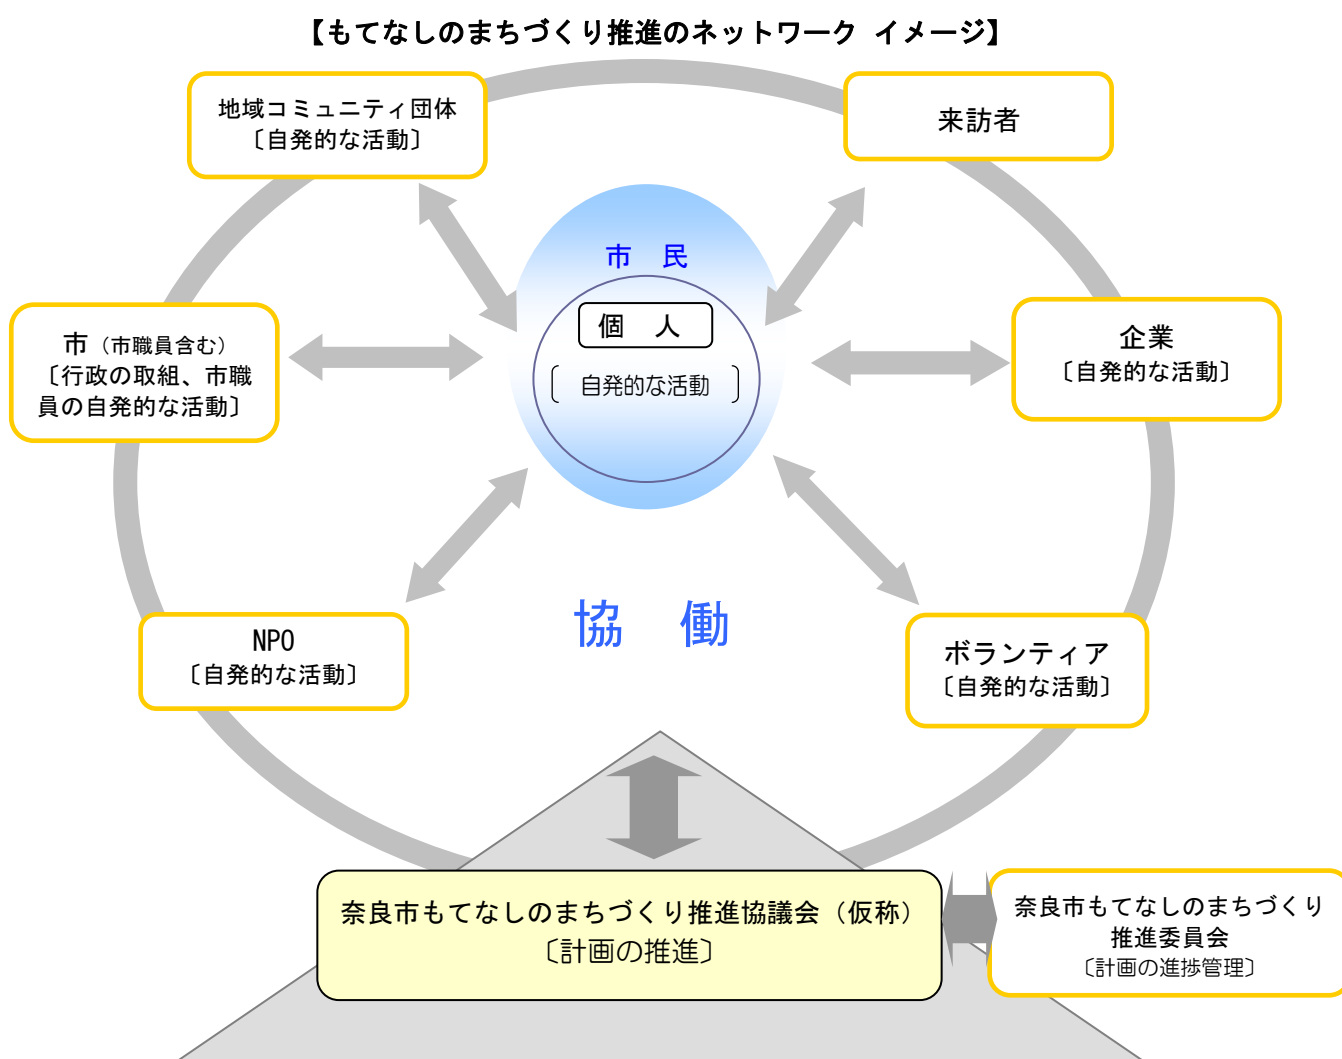 【もてなしのまちづくり推進のネットワーク イメージ】
地域コミュニティ団体
〔自発的な活動〕
来訪者
市　民
個　人
〔 自発的な活動 〕
市（市職員含む）
〔行政の取組、市職
員の自発的な活動〕
企業
〔自発的な活動〕
NPO
〔自発的な活動〕
協　働
ボランティア
〔自発的な活動〕
奈良市もてなしのまちづくり推進協議会（仮称）
〔計画の推進〕
奈良市もてなしのまちづくり
推進委員会
〔計画の進捗管理〕